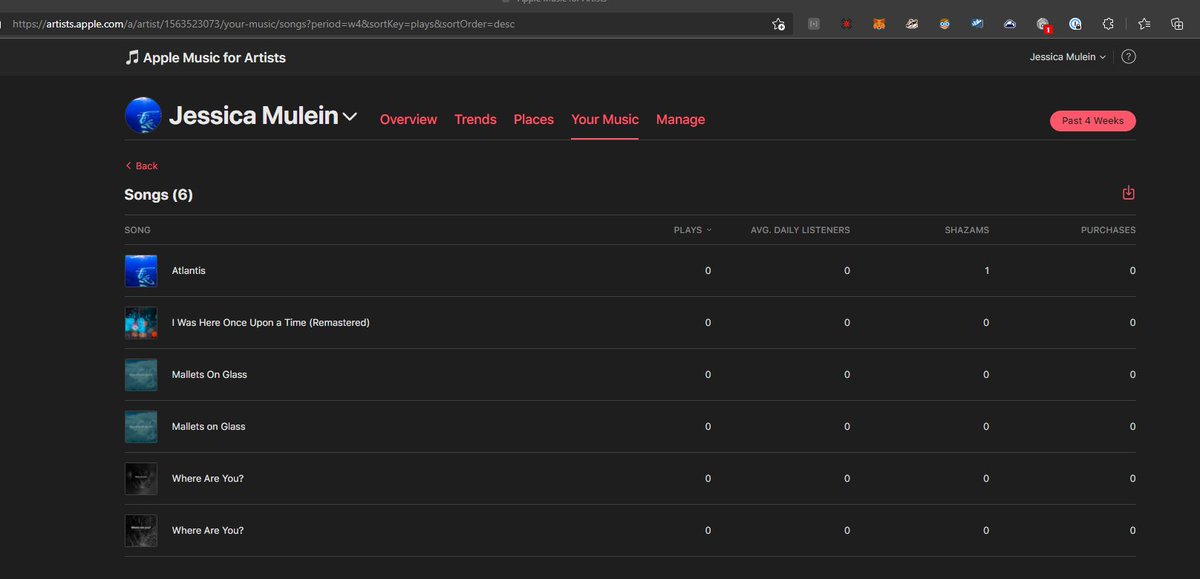 https://artists.apple.com/a/artist/1563523073/your-music/songs?period=w4&sortKey=plays&sortOrder=desc
1
Apple Music for Artists
Jessica Mulein
?
Jessica Mulein
Overview Trends Places Your Music Manage
Past 4 Weeks
Back
Songs (6)
SONG PLAYS AVG. DAILY LISTENERS SHAZAMS PURCHASES
Atlantis 0 0 1 0
I Was Here Once Upon a Time (Remastered) 0 0 0 0
Mallets On Glass 0 0 0 0
Mallets on Glass 0 0 0 0
Where Are You? 0 0 0 0
Where Are You? 0 0 0 0